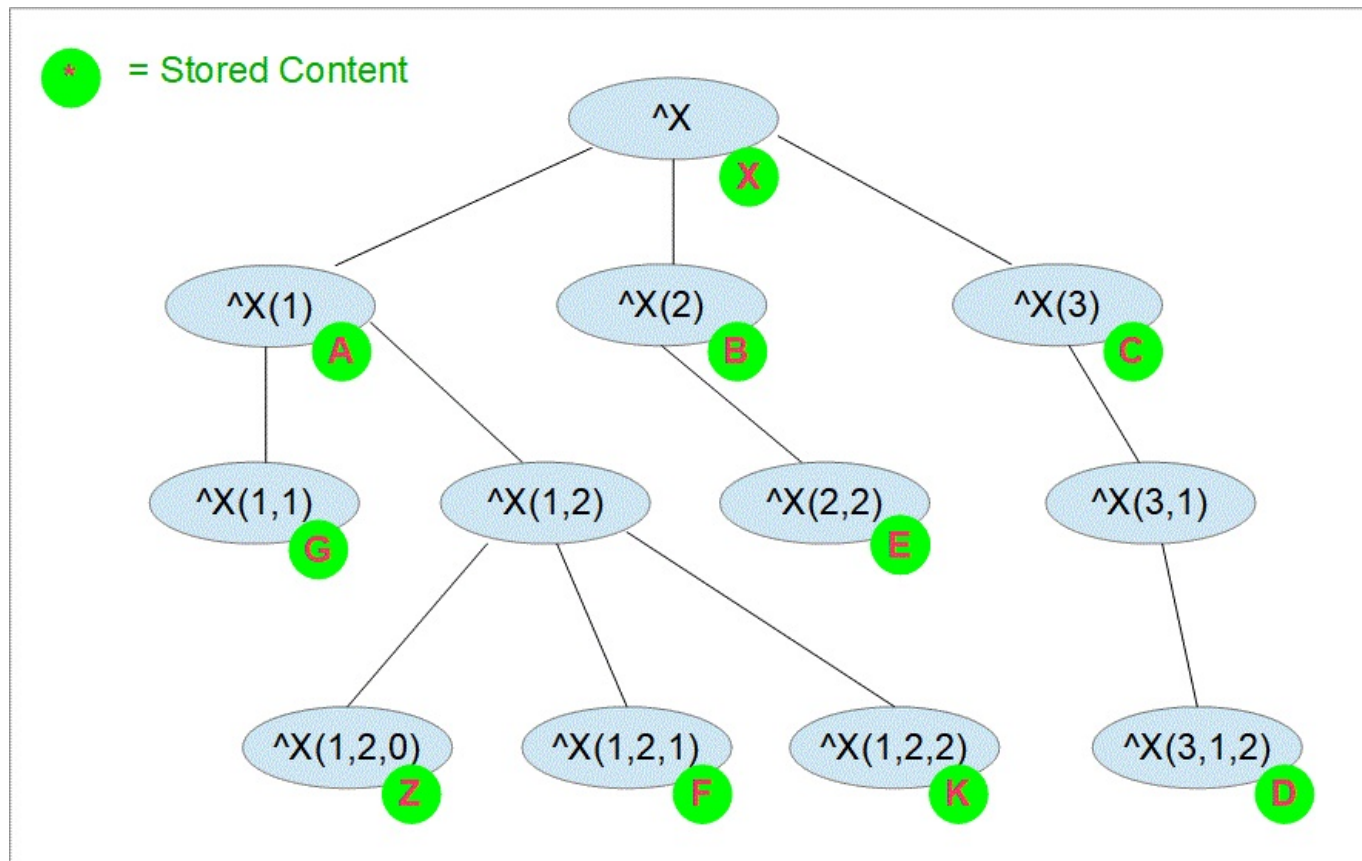 * = Stored Content
^X
X
^X(1)
A
^X(2)
B
^X(3)
C
^X(1,1)
G
^X(1,2)
^X(2,2)
E
^X(3,1)
^X(1,2,0)
Z
^X(1,2,1)
F
^X(1,2,2)
K
^X(3,1,2)
D